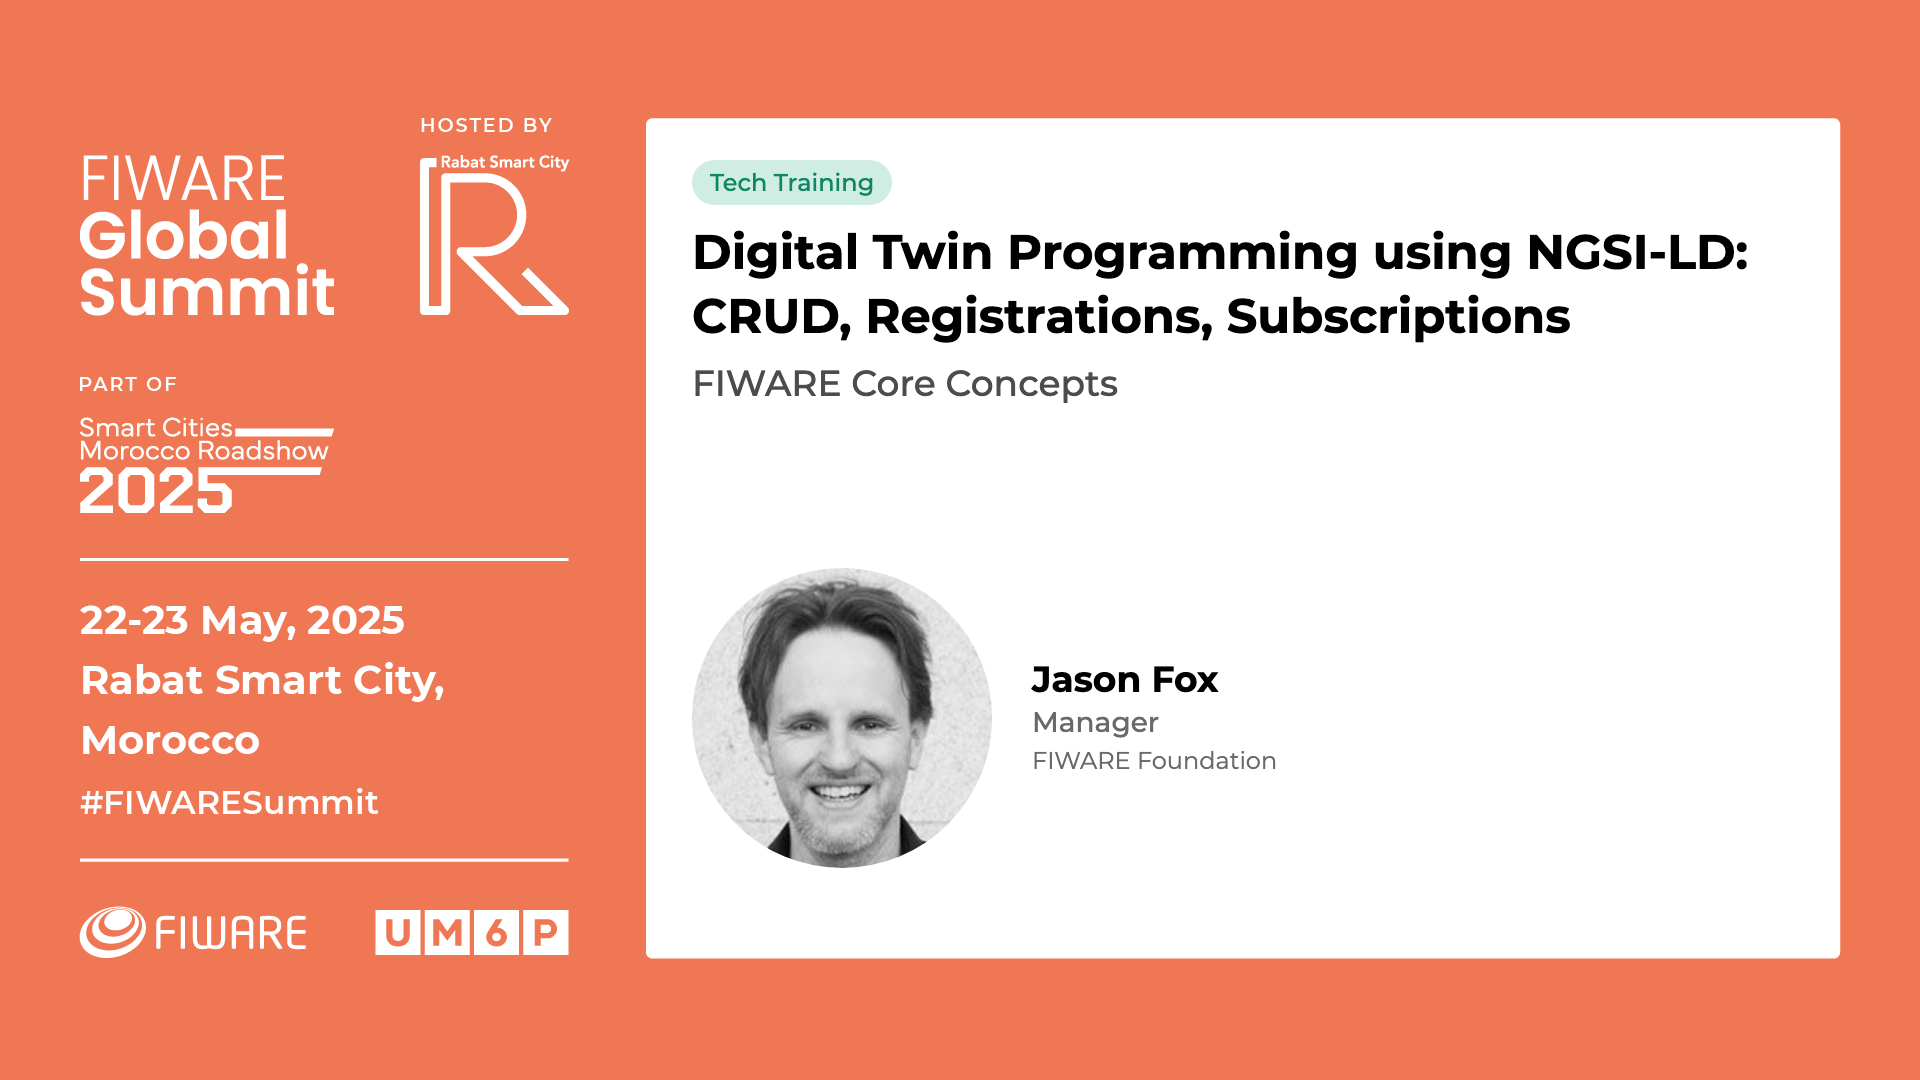 FIWARE
Global
Summit
HOSTED BY
Rabat Smart City
R
PART OF
Smart Cities
Morocco Roadshow
2025
22-23 May, 2025
Rabat Smart City,
Morocco
#FIWARESummit
FIWARE
UM6P
Tech Training
Digital Twin Programming using NGSI-LD:
CRUD, Registrations, Subscriptions
FIWARE Core Concepts
Jason Fox
Manager
FIWARE Foundation